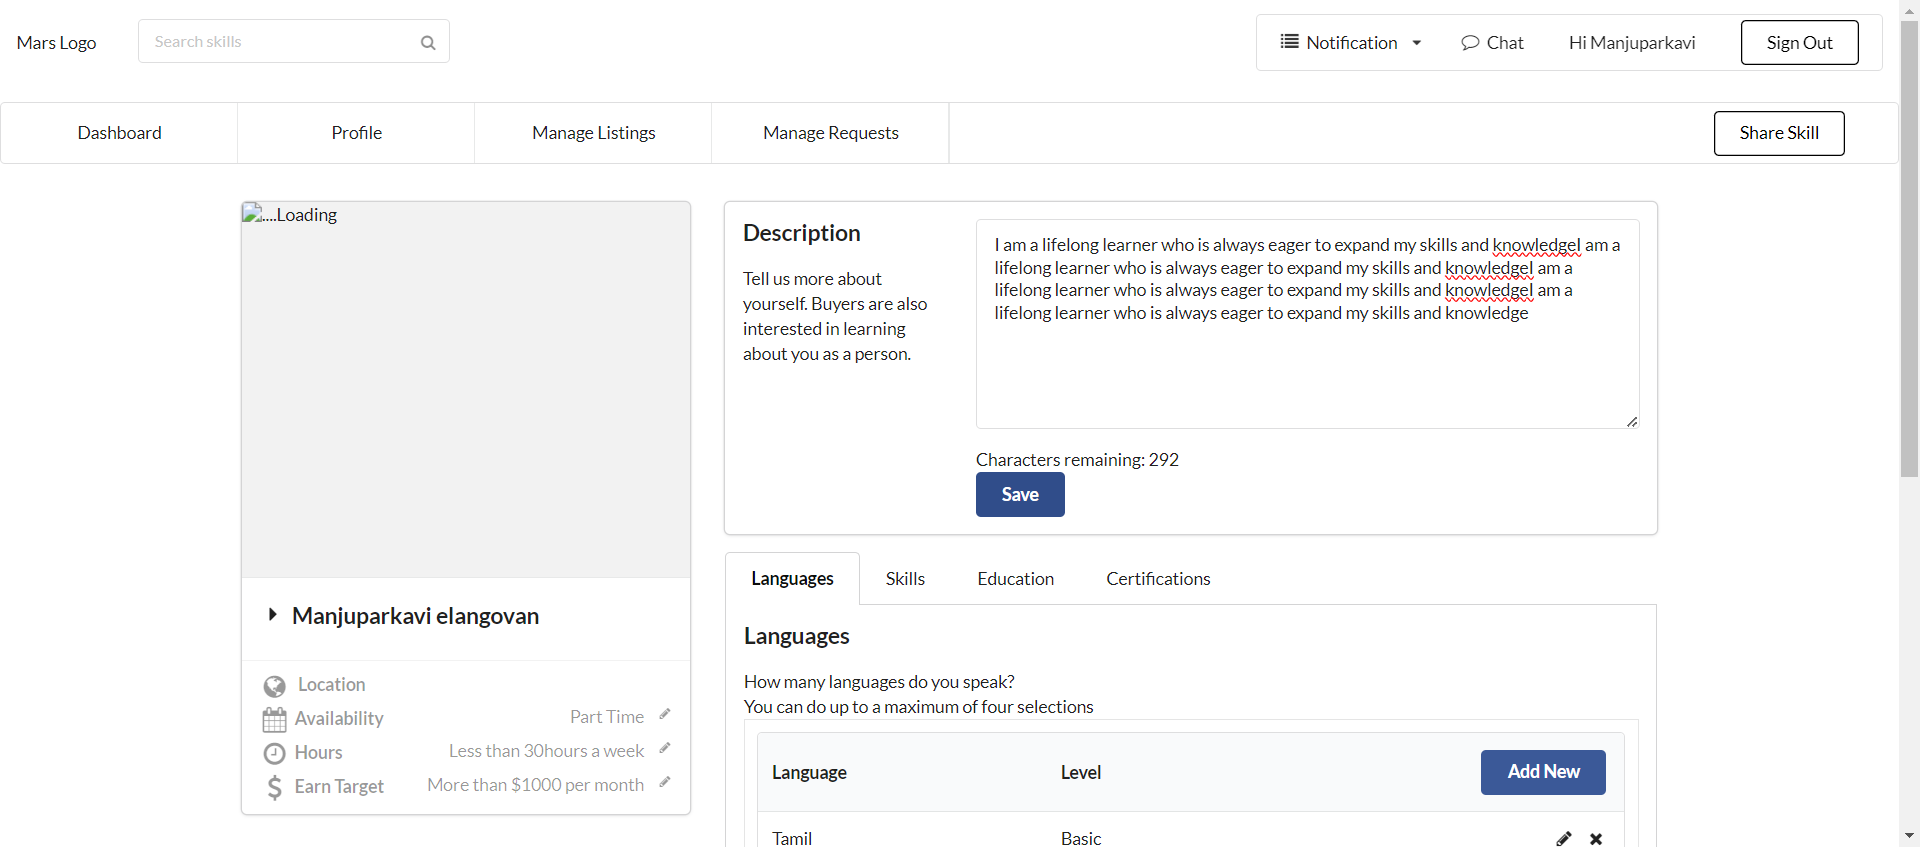 Mars Logo
Search skills
Notification
Chat
Hi Manjuparkavi
Sign Out
Dashboard
Profile
Manage Listings
Manage Requests
Share Skill
....Loading
Manjuparkavi elangovan
Location
Availability
Part Time
Hours
Less than 30hours a week
Earn Target
More than $1000 per month
Description
Tell us more about
yourself. Buyers are also
interested in learning
about you as a person.
I am a lifelong learner who is always eager to expand my skills and knowledgeI am a
lifelong learner who is always eager to expand my skills and knowledgeI am a
lifelong learner who is always eager to expand my skills and knowledgeI am a
lifelong learner who is always eager to expand my skills and knowledge
Characters remaining: 292
Save
Languages
Skills
Education
Certifications
Languages
How many languages do you speak?
You can do up to a maximum of four selections
Language
Level
Add New
Tamil
Basic